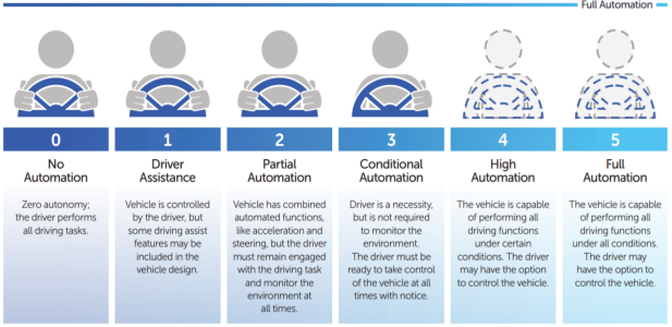 Full Automation
0
No
Automation
Zero autonomy;
the driver performs
all driving tasks.
1
Driver
Assistance
Vehicle is controlled
by the driver, but
some driving assist
features may be
included in the
vehicle design.
2
Partial
Automation
Vehicle has combined
automated functions,
like acceleration and
steering, but the driver
must remain engaged
with the driving task
and monitor the
environment at
all times.
3
Conditional
Automation
Driver is a necessity,
but is not required
to monitor the
environment.
The driver must be
ready to take control
of the vehicle at all
times with notice.
4
High
Automation
The vehicle is capable
of performing all
driving functions
under certain
conditions. The driver
may have the option
to control the vehicle.
5
Full
Automation
The vehicle is capable
of performing all
driving functions
under all conditions.
The driver may
have the option to
control the vehicle.